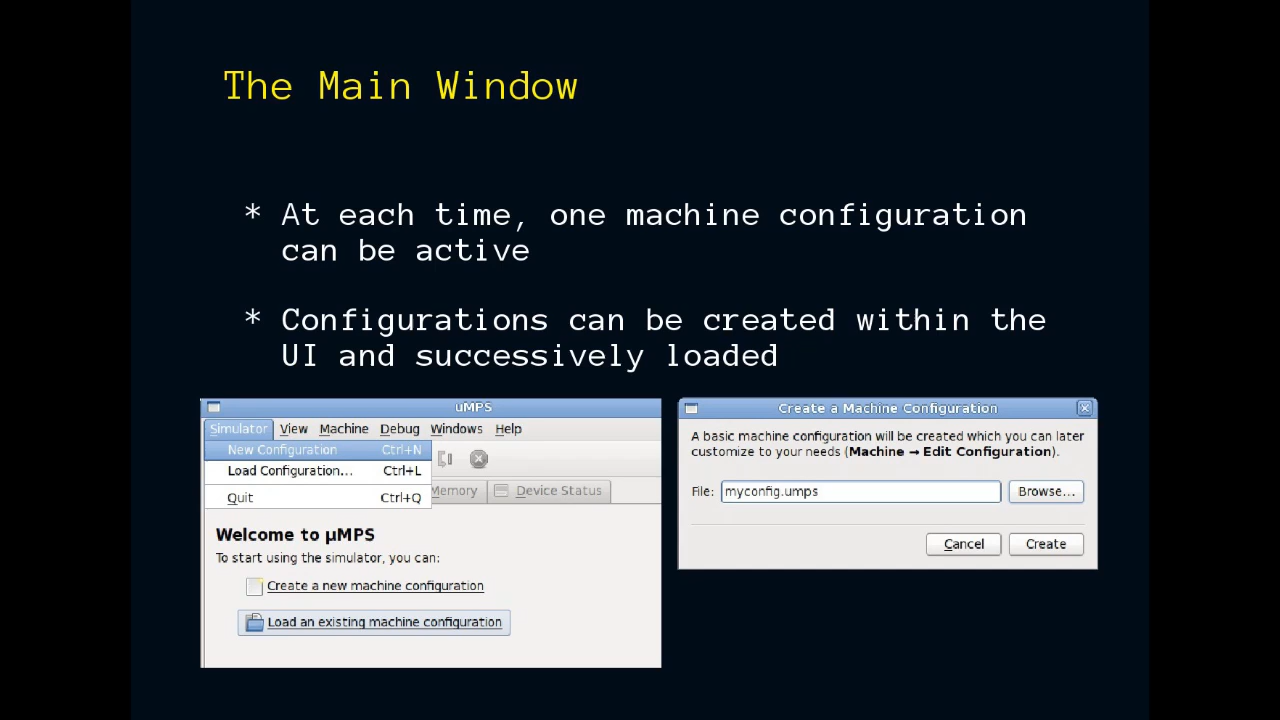 The Main Window
* At each time, one machine configuration
can be active
* Configurations can be created within the
UI and successively loaded
uMPS
Simulator View Machine Debug Windows Help
New Configuration Ctrl+N
Load Configuration... Ctrl+L
Quit Ctrl+Q
Memory Device Status
Welcome to µMPS
To start using the simulator, you can:
Create a new machine configuration
Load an existing machine configuration
Create a Machine Configuration
A basic machine configuration will be created which you can later
customize to your needs (Machine → Edit Configuration).
File: myconfig.umps Browse...
Cancel Create